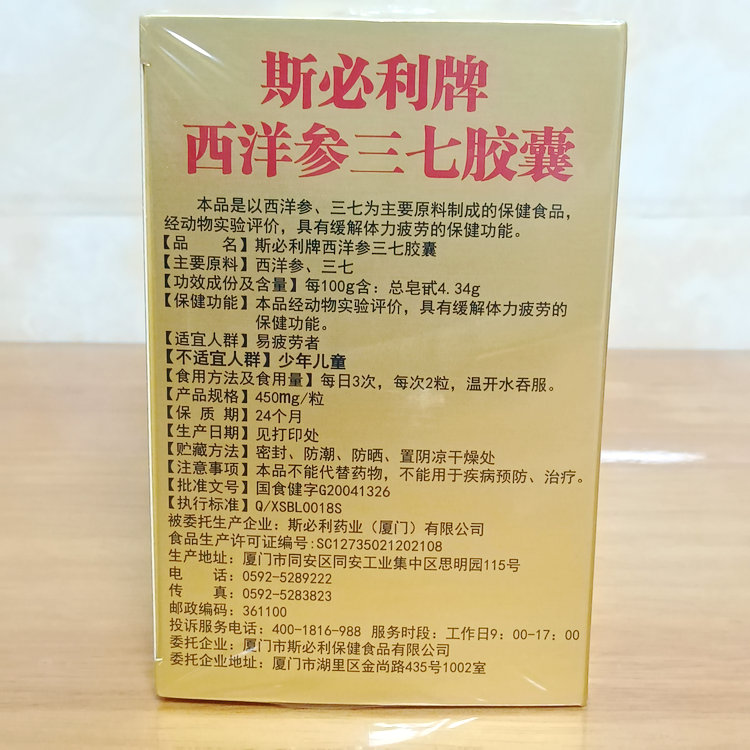 斯必利牌
西洋参三七胶囊
本品是以西洋参、三七为主要原料制成的保健食品，
经动物实验评价，具有缓解体力疲劳的保健功能。
【品 名】斯必利牌西洋参三七胶囊
【主要原料】西洋参、三七
【功效成份及含量】每100g含：总皂甙4.34g
【保健功能】本品经动物实验评价，具有缓解体力疲劳的
保健功能。
【适宜人群】易疲劳者
【不适宜人群】少年儿童
【食用方法及食用量】每日3次，每次2粒，温开水吞服。
【产品规格】450mg/粒
【保 质 期】24个月
【生产日期】见打印处
【贮藏方法】密封、防潮、防晒、置阴凉干燥处
【注意事项】本品不能代替药物，不能用于疾病预防、治疗。
【批准文号】国食健字G20041326
【执行标准】Q/XSBL0018S
被委托生产企业：斯必利药业（厦门）有限公司
食品生产许可证编号:SC12735021202108
生产地址：厦门市同安区同安工业集中区思明园115号
电 话：0592-5289222
传 真：0592-5283823
邮政编码：361100
投诉服务电话：400-1816-988 服务时段：工作日9：00-17：00
委托企业：厦门市斯必利保健食品有限公司
委托企业地址：厦门市湖里区金尚路435号1002室